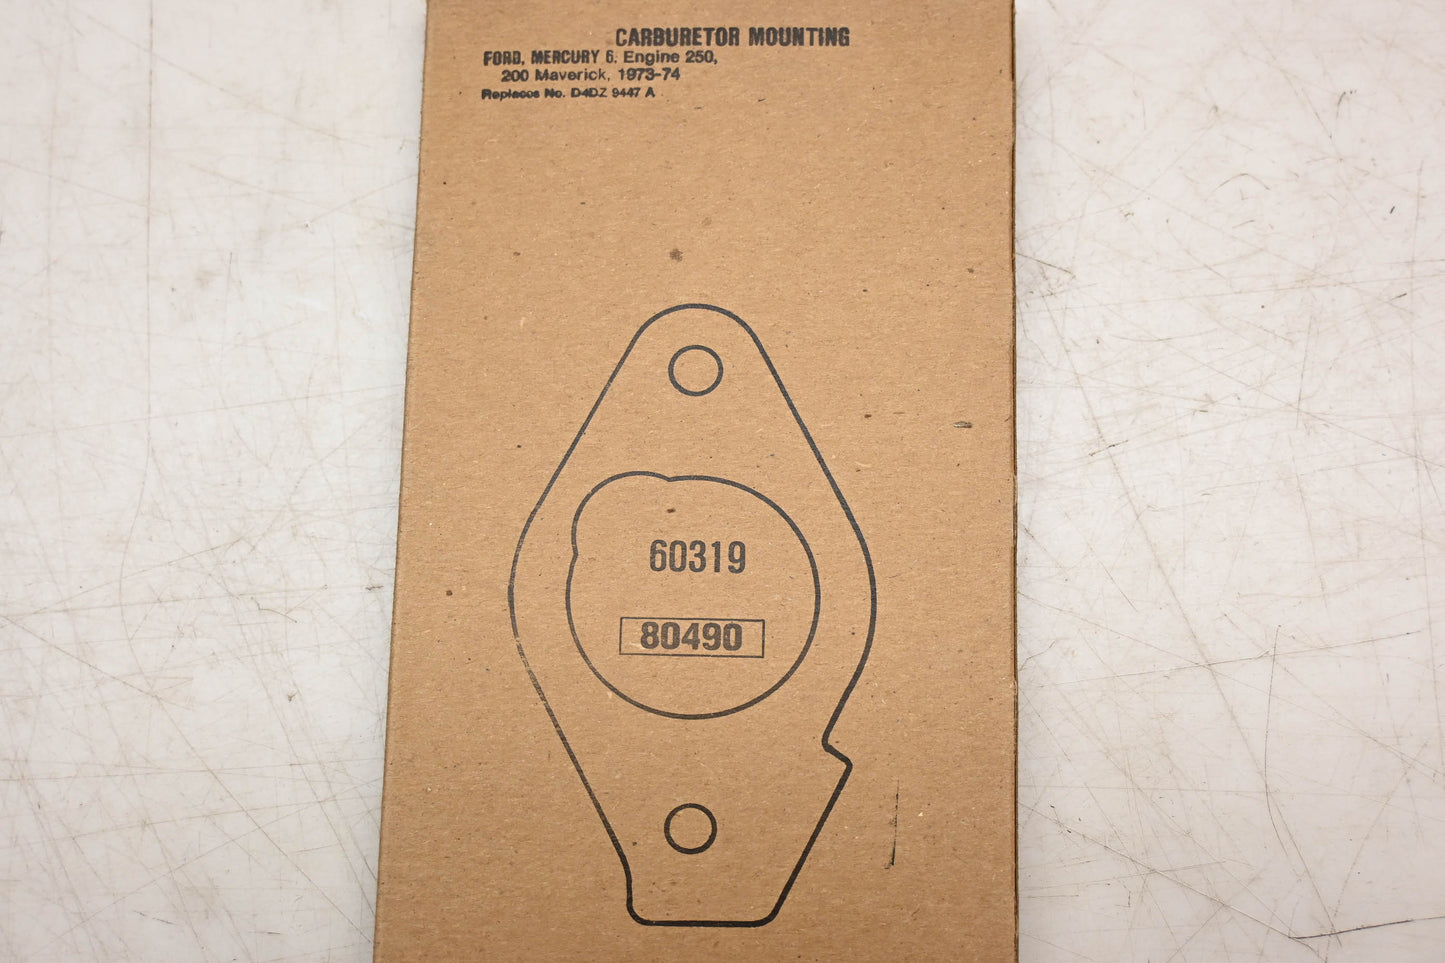 CARBURETOR MOUNTING
FORD, MERCURY 6, Engine 250,
200 Maverick, 1973-74
Replaces No. D4DZ 9447 A
60319
80490